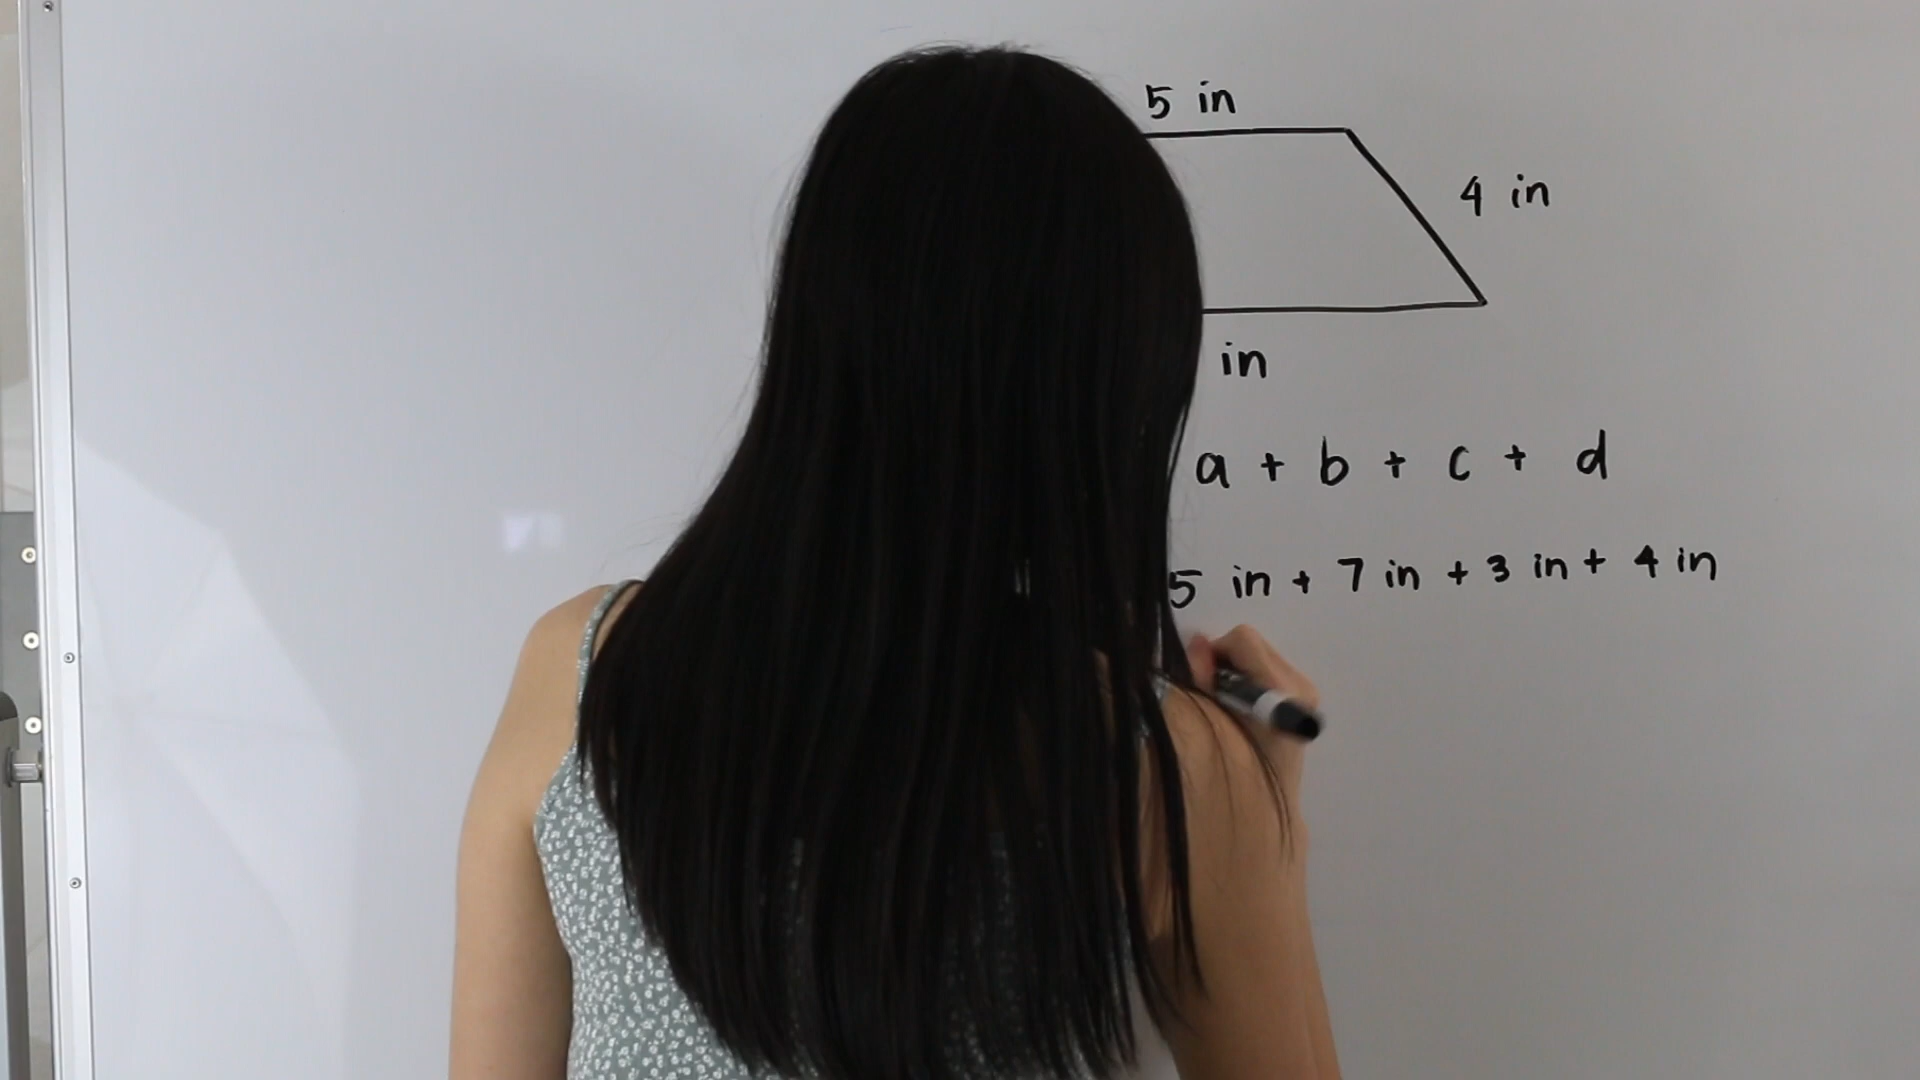 5 in
4 in
in
a + b + c + d
5 in + 7 in + 3 in + 4 in